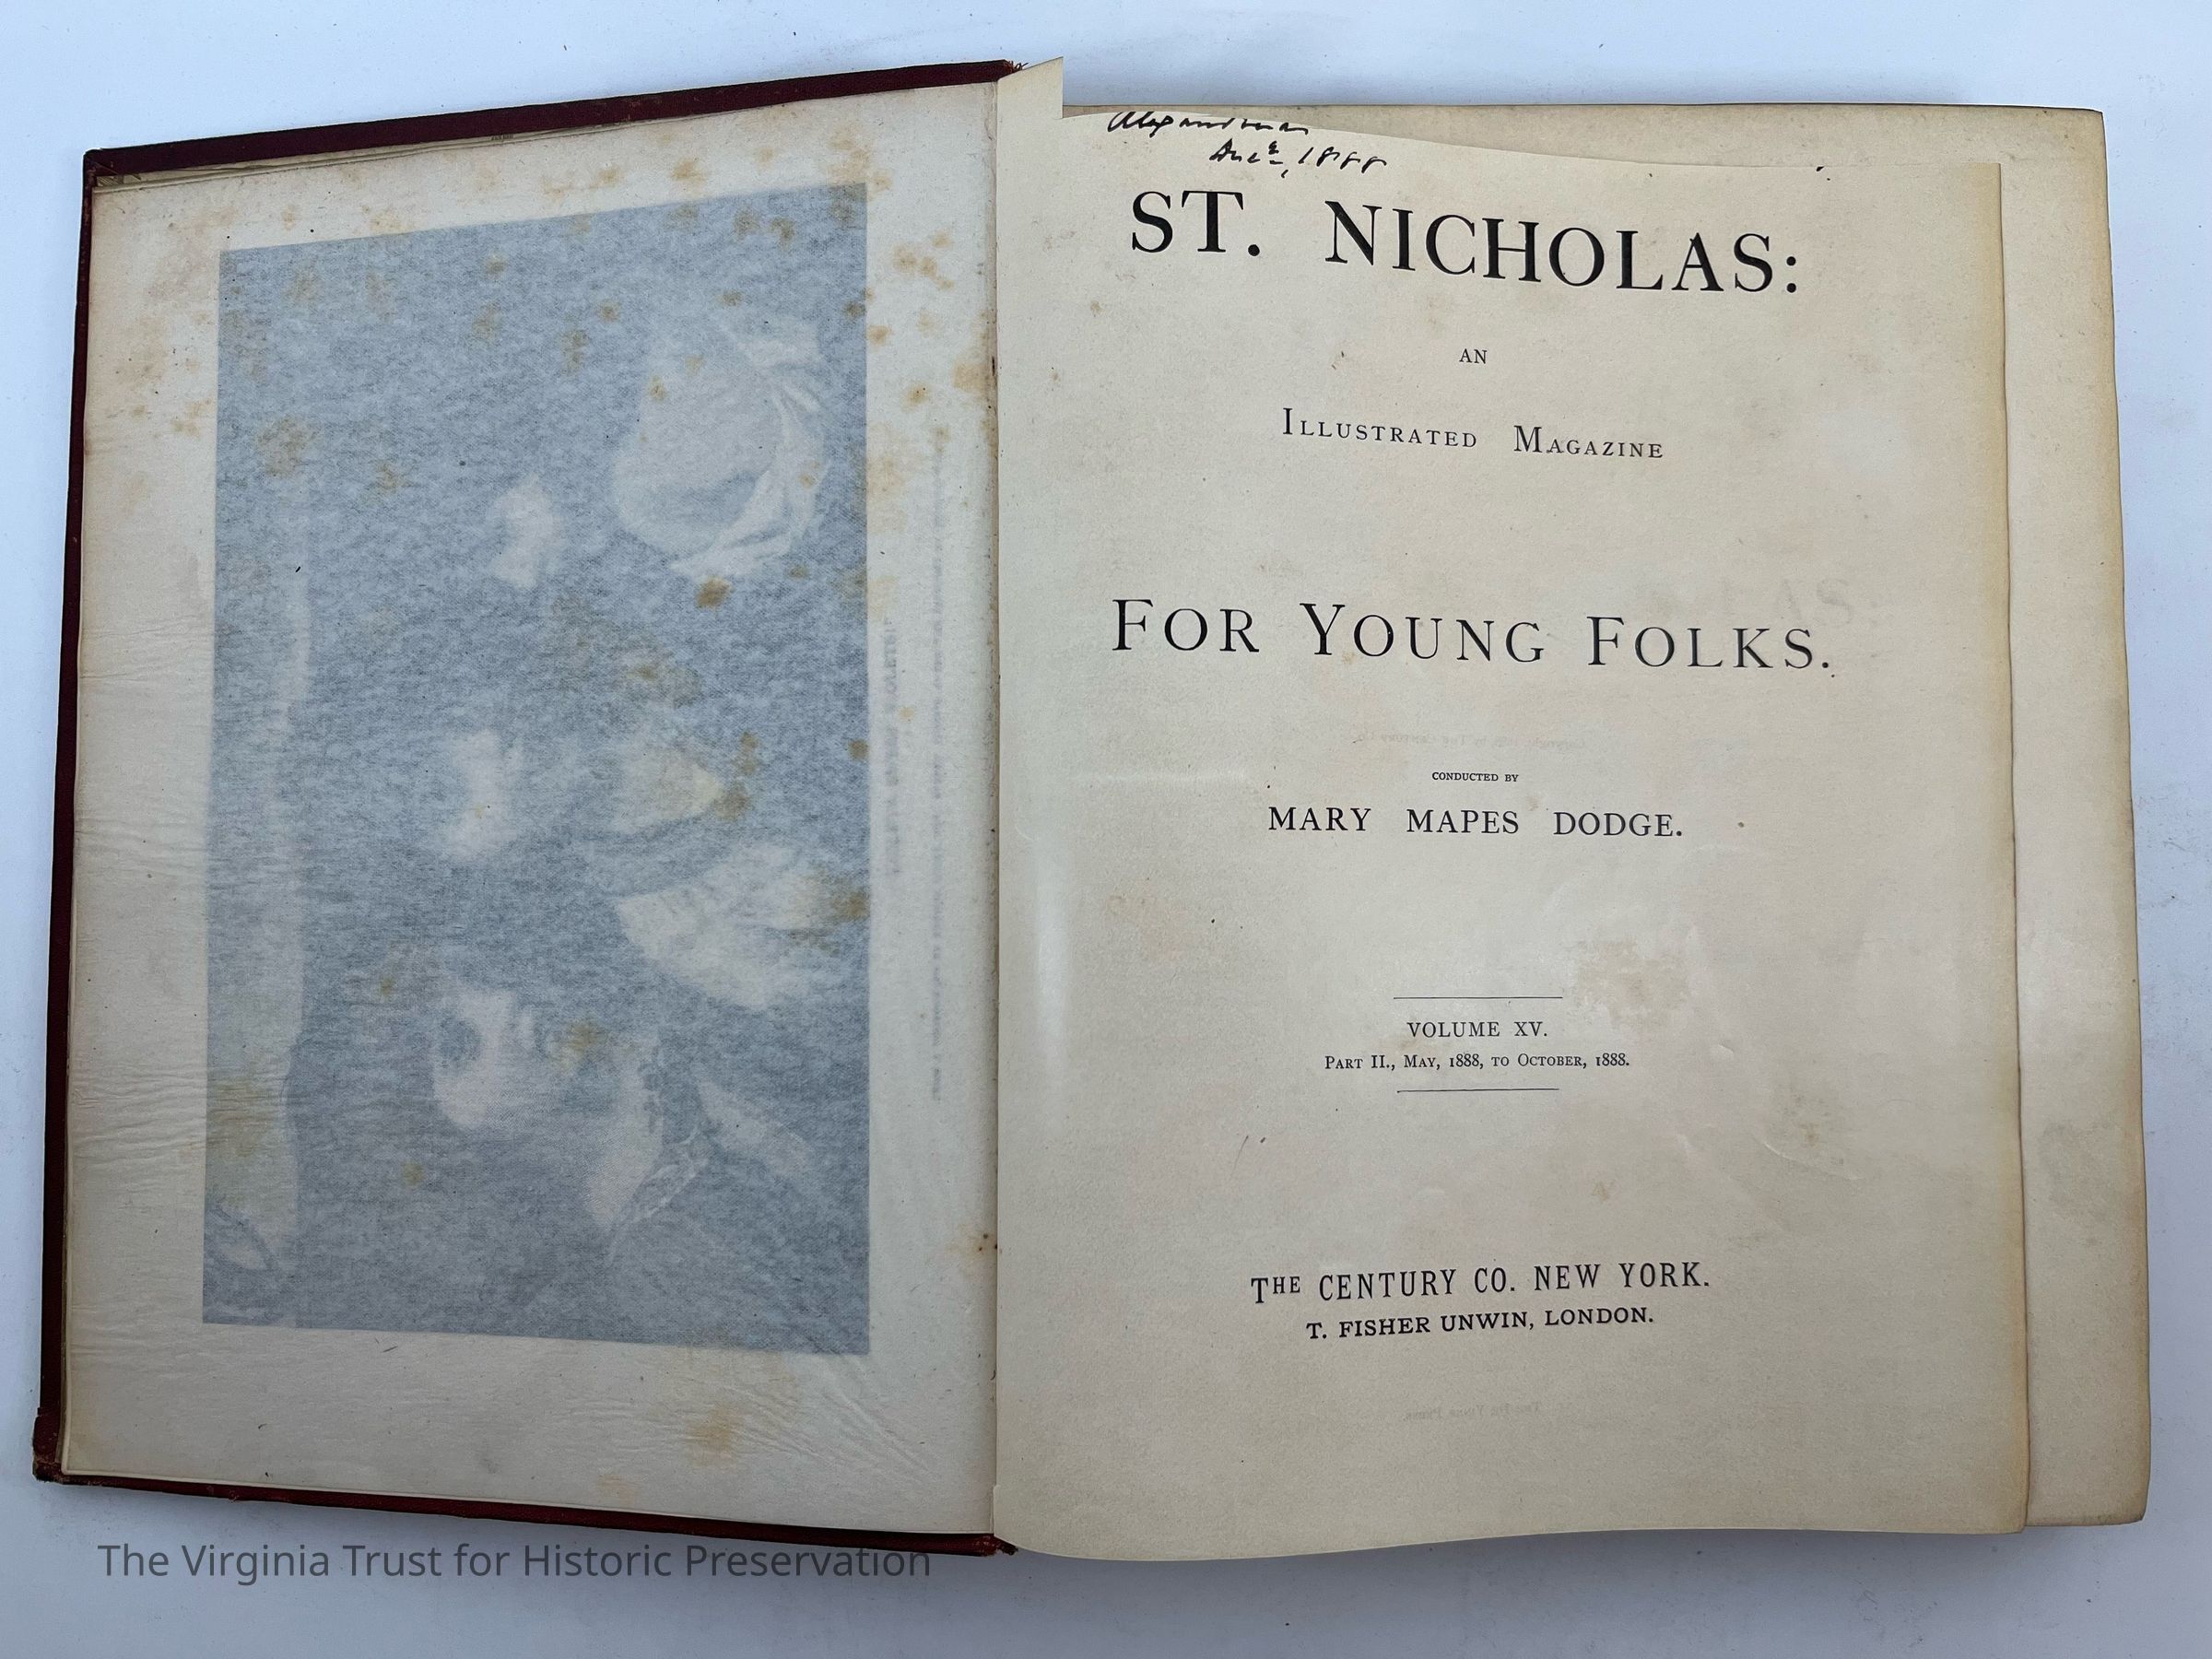 1888
ST. NICHOLAS:
AN
ILLUSTRATED MAGAZINE
FOR YOUNG FOLKS.
CONDUCTED BY
MARY MAPES DODGE.
VOLUME XV.
PART II., MAY, 1888, TO OCTOBER, 1888.
THE CENTURY CO. NEW YORK.
T. FISHER UNWIN, LONDON.
The Virginia Trust for Historic Preservation